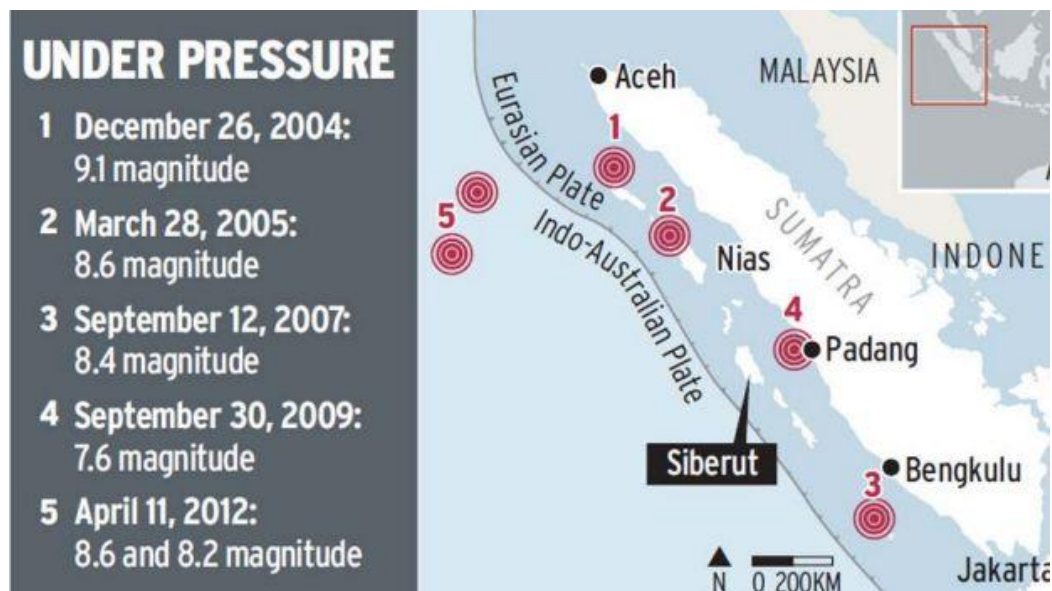 UNDER PRESSURE
1 December 26, 2004:
9.1 magnitude
2 March 28, 2005:
8.6 magnitude
3 September 12, 2007:
8.4 magnitude
4 September 30, 2009:
7.6 magnitude
5 April 11, 2012:
8.6 and 8.2 magnitude
Aceh
MALAYSIA
Eurasian Plate
1
2
5
Indo-Australian Plate
Nias
SUMATRA
INDONE
4
Padang
Siberut
Bengkulu
3
N
0 200KM
Jakarta